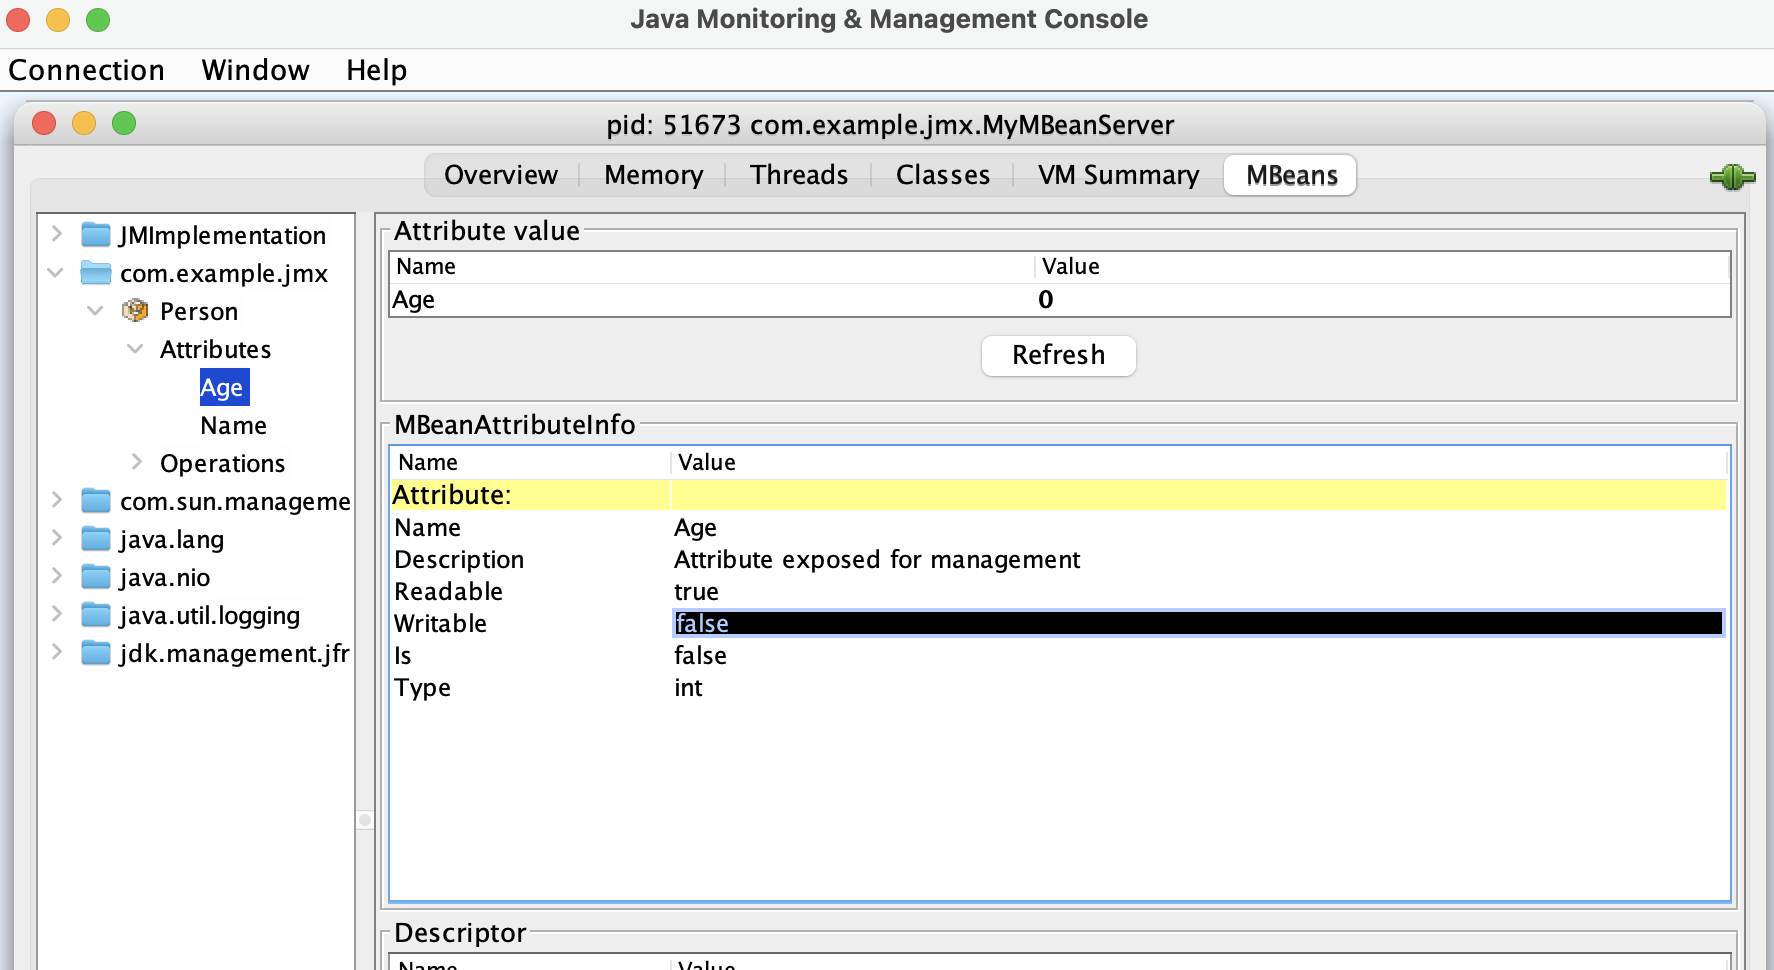 Java Monitoring & Management Console
Connection Window Help
pid: 51673 com.example.jmx.MyMBeanServer
Overview Memory Threads Classes VM Summary MBeans
JMImplementation
com.example.jmx
Person
Attributes
Age
Name
Operations
com.sun.manageme
java.lang
java.nio
java.util.logging
jdk.management.jfr
Attribute value
Name Value
Age 0
Refresh
MBeanAttributeInfo
Name Value
Attribute:
Name Age
Description Attribute exposed for management
Readable true
Writable false
Is false
Type int
Descriptor
Name Value